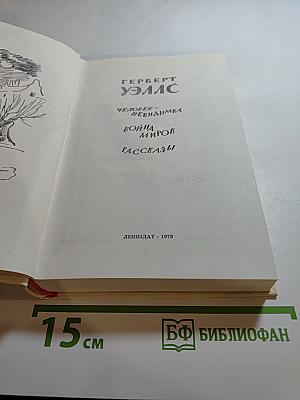 ГЕРБЕРТ
УЭЛЛС
ЧЕЛОВЕК-
НЕВИДИМКА
ВОЙНА
МИРОВ
РАССКАЗЫ
ЛЕНИЗДАТ · 1979
15 см
БФ БИБЛИОФАН